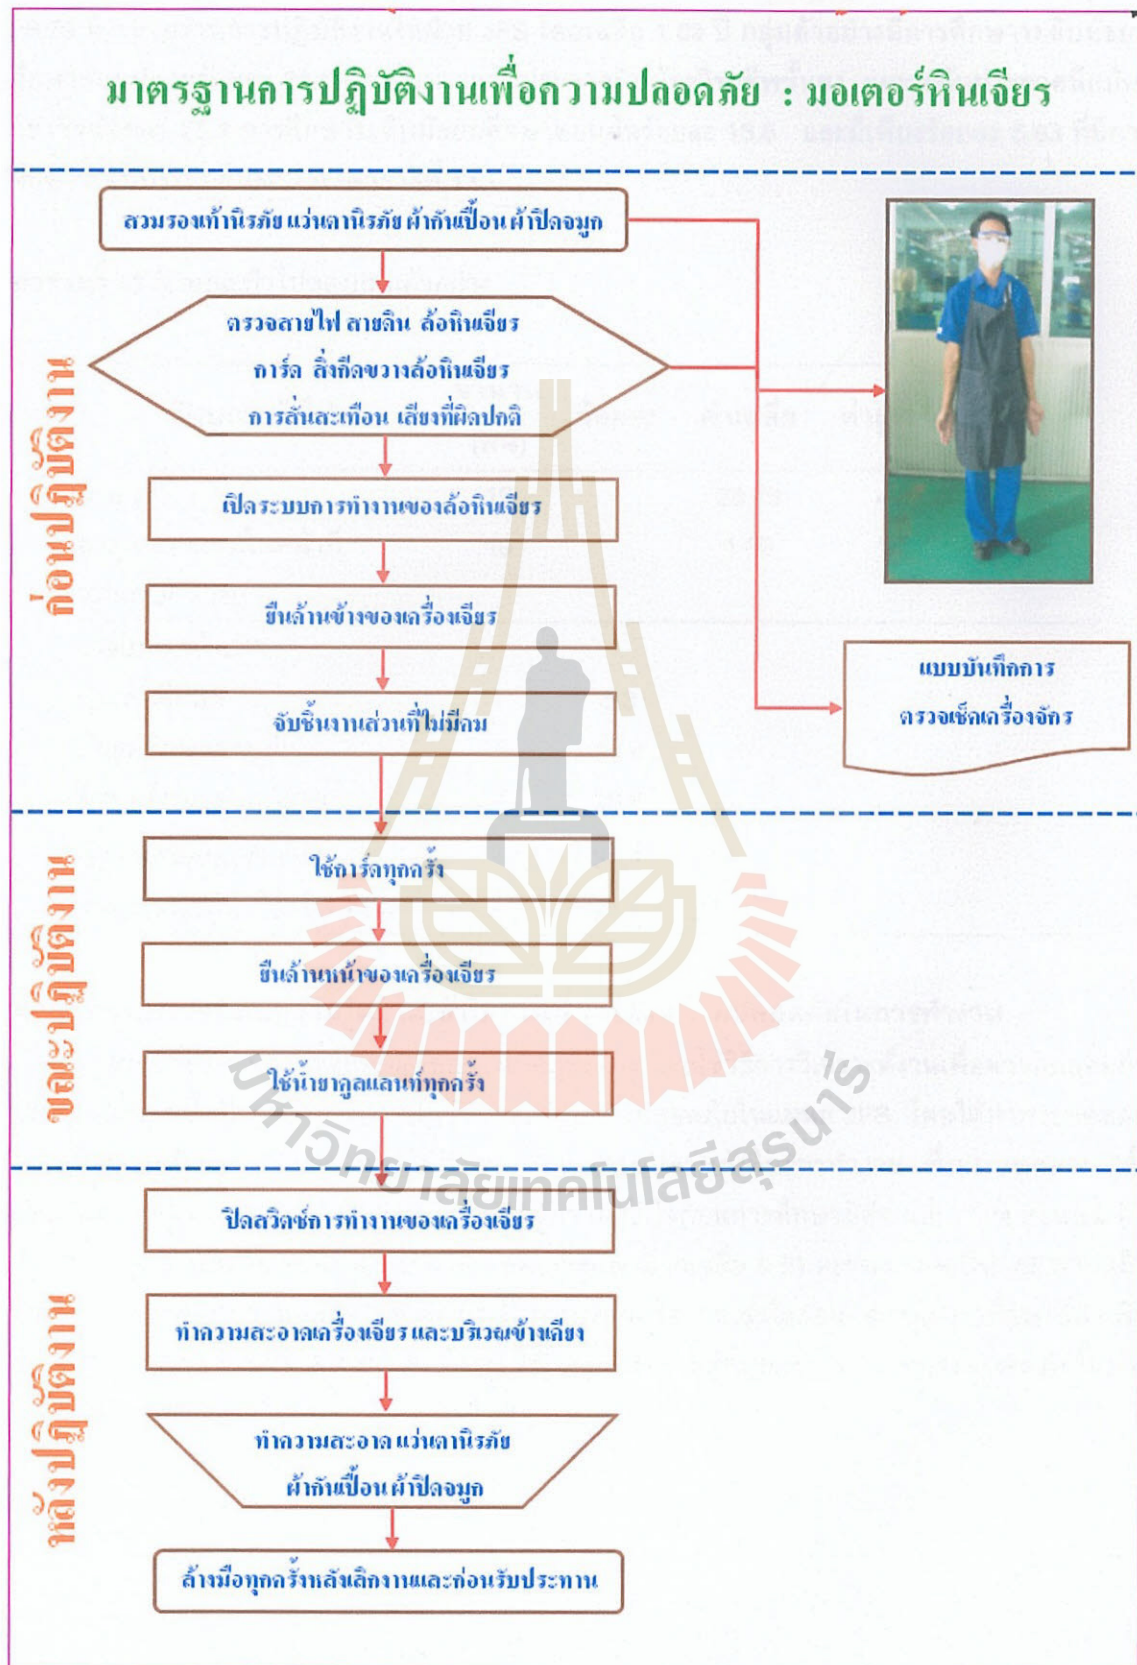 มาตรฐานการปฏิบัติงานเพื่อความปลอดภัย : มอเตอร์หินเจียร
ก่อนปฏิบัติงาน
สวมรองเท้านิรภัย แว่นตานิรภัย ผ้ากันเปื้อน ผ้าปิดจมูก
ตรวจสายไฟ สายดิน ล้อหินเจียร
การ์ด สิ่งกีดขวางล้อหินเจียร
การสั่นสะเทือน เสียงที่ผิดปกติ
เปิดระบบการทำงานของล้อหินเจียร
ยืนด้านข้างของเครื่องเจียร
จับชิ้นงานส่วนที่ไม่มีคม
แบบบันทึกการ
ตรวจเช็คเครื่องจักร
ขณะปฏิบัติงาน
ใช้การ์ดทุกครั้ง
ยืนด้านหน้าของเครื่องเจียร
ใช้น้ำยาคูลแลนท์ทุกครั้ง
มหาวิทยาลัยเทคโนโลยีสุรนารี
หลังปฏิบัติงาน
ปิดสวิตซ์การทำงานของเครื่องเจียร
ทำความสะอาดเครื่องเจียร และบริเวณข้างเคียง
ทำความสะอาด แว่นตานิรภัย
ผ้ากันเปื้อน ผ้าปิดจมูก
ล้างมือทุกครั้งหลังเลิกงานและก่อนรับประทาน